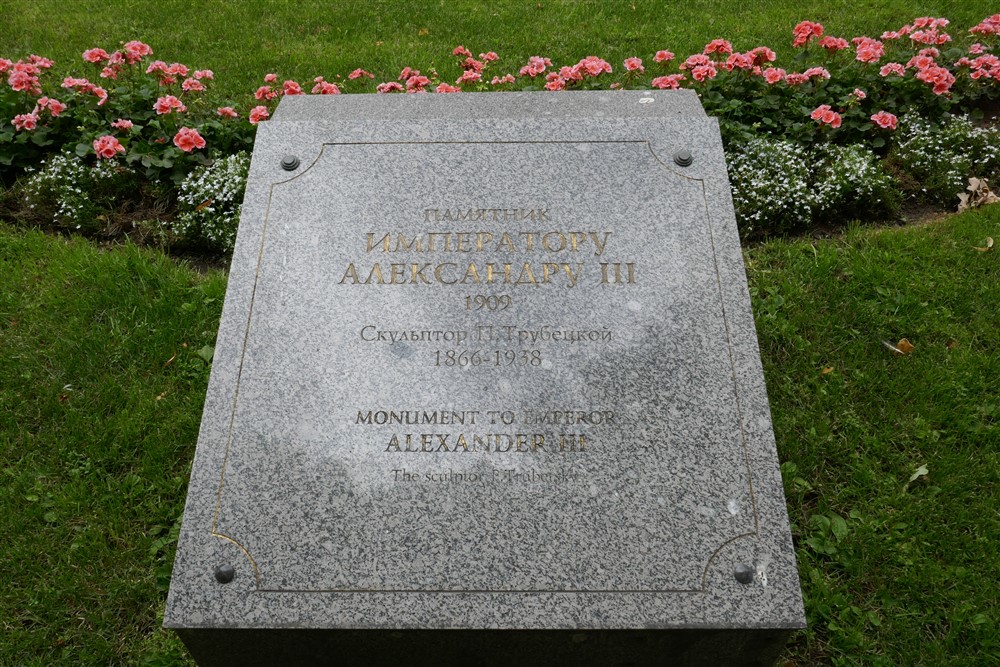 ПАМЯТНИК
ИМПЕРАТОРУ
АЛЕКСАНДРУ III
1909
Скульптор П. Трубецкой
1866-1938
MONUMENT TO EMPEROR
ALEXANDER III
The sculptor P. Trubetskoy